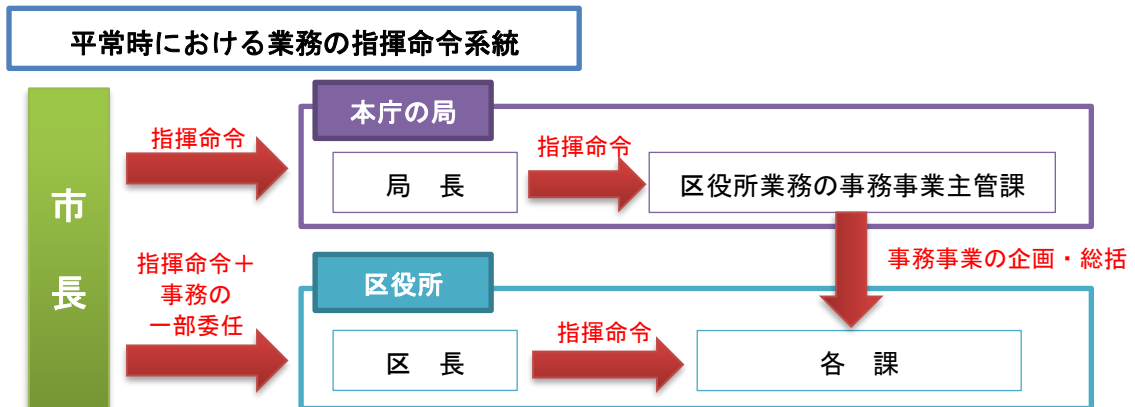 平常時における業務の指揮命令系統
市
長
指揮命令
本庁の局
局　長
指揮命令
区役所業務の事務事業主管課
事務事業の企画・総括
指揮命令＋
事務の
一部委任
区役所
区　長
指揮命令
各　課